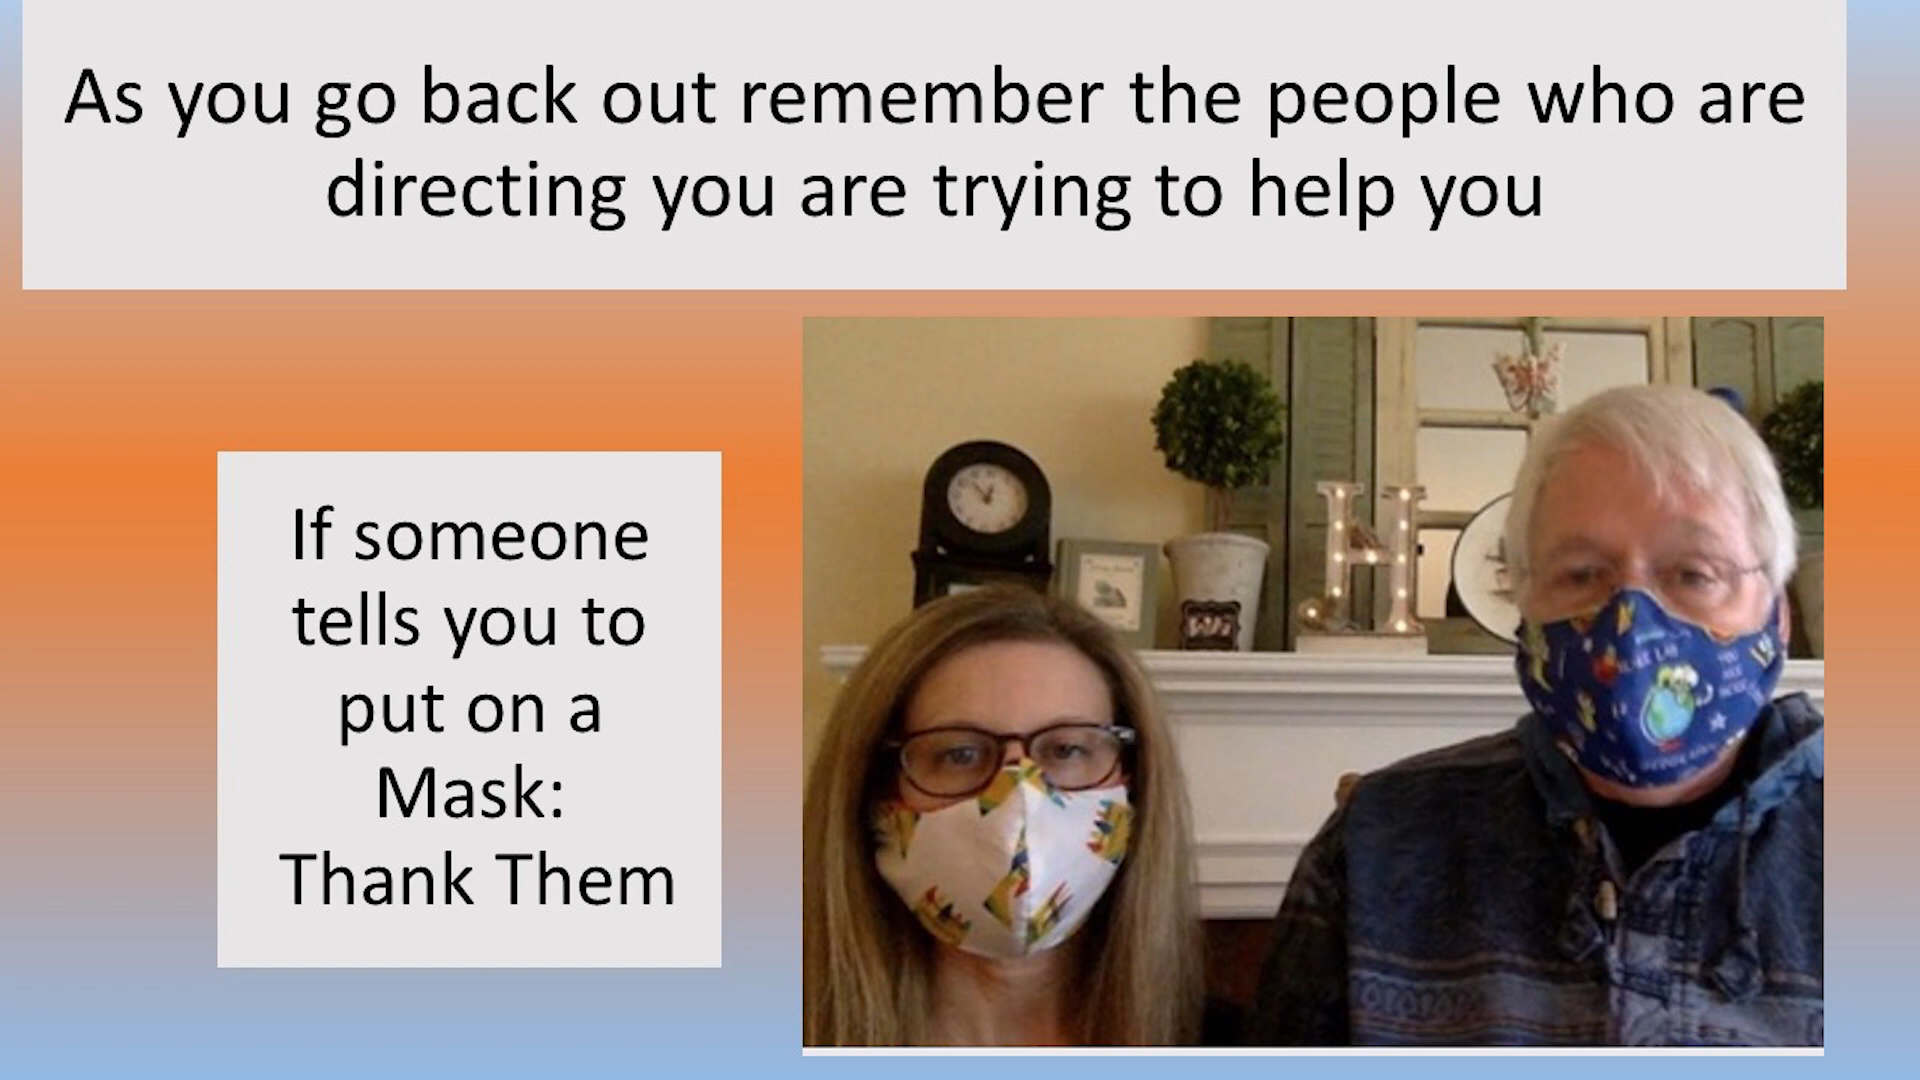 As you go back out remember the people who are
directing you are trying to help you
If someone
tells you to
put on a
Mask:
Thank Them
H